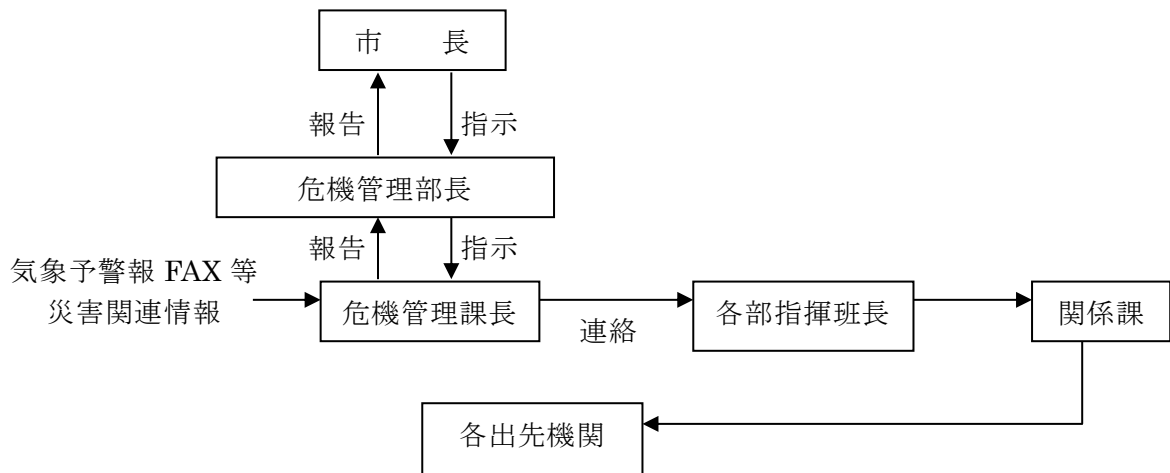 市　　長
報告
指示
危機管理部長
報告
指示
気象予警報 FAX 等
災害関連情報
危機管理課長
連絡
各部指揮班長
関係課
各出先機関